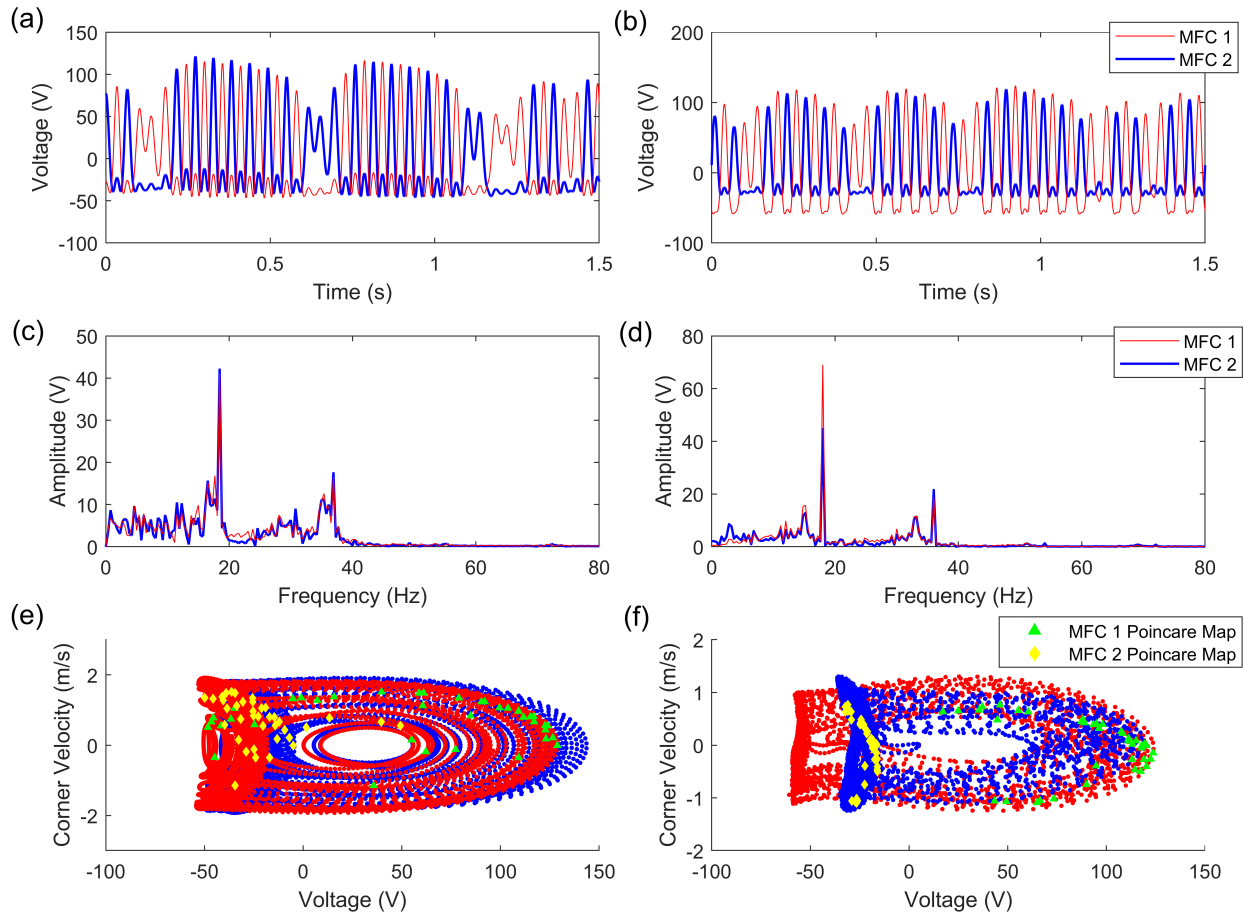 (a)
150
100
50
0
-50
-100
Voltage (V)
0
0.5
1
1.5
Time (s)
(b)
200
100
0
-100
Voltage (V)
0
0.5
1
1.5
Time (s)
MFC 1
MFC 2
(c)
50
40
30
20
10
0
Amplitude (V)
0
20
40
60
80
Frequency (Hz)
(d)
80
60
40
20
0
Amplitude (V)
0
20
40
60
80
Frequency (Hz)
MFC 1
MFC 2
(e)
2
0
-2
Corner Velocity (m/s)
-100
-50
0
50
100
150
Voltage (V)
(f)
2
1
0
-1
-2
Corner Velocity (m/s)
-100
-50
0
50
100
150
Voltage (V)
MFC 1 Poincare Map
MFC 2 Poincare Map